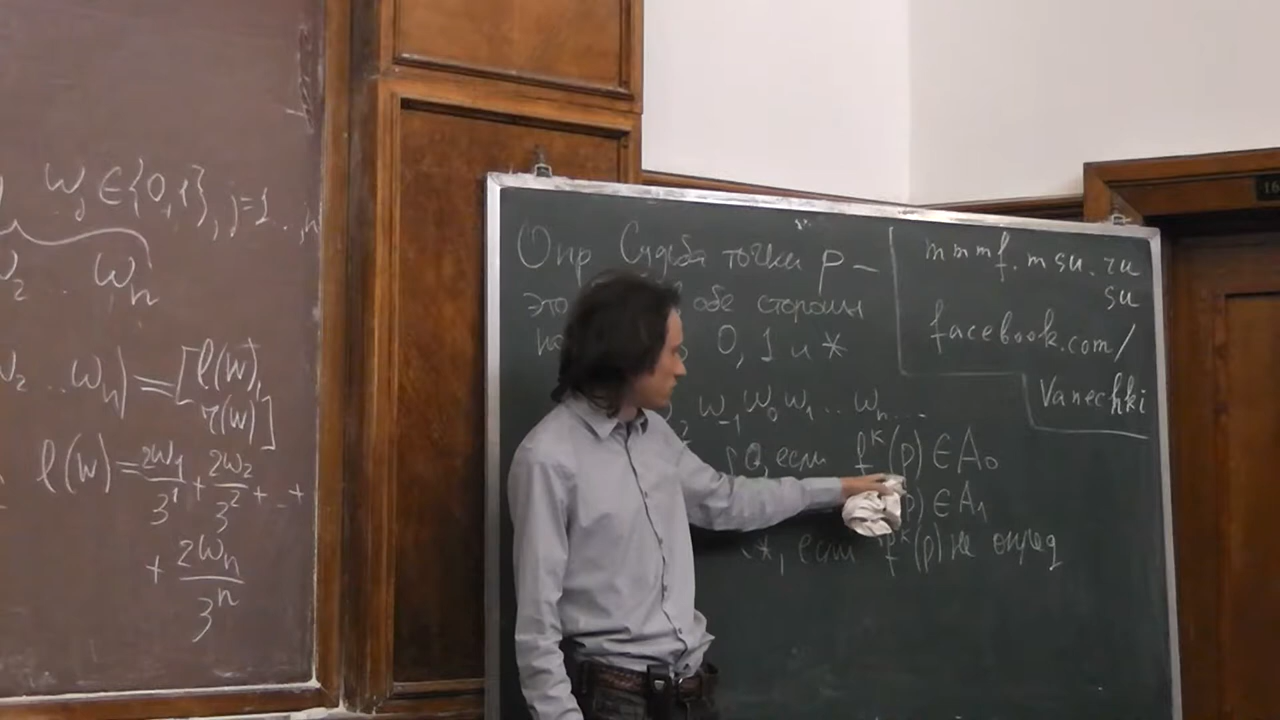 ω_j ∈ {0,1}, j=1..,n
ω_2 .. ω_n
ω_2 ..ω_n) = [l(w),
r(w)]
l(w) = 2ω_1/3^1 + 2ω_2/3^2 + .. +
+ 2ω_n/3^n
Опр Судьба точки p –
это обе стороны
0, 1 и *
ω_-1 ω_0 ω_1 .. ω_n ....
0, если f^k(p) ∈ A_0
p) ∈ A_1
*, если f^k(p) не опред
mmmf.msu.ru
su
facebook.com/
Vanechki
16